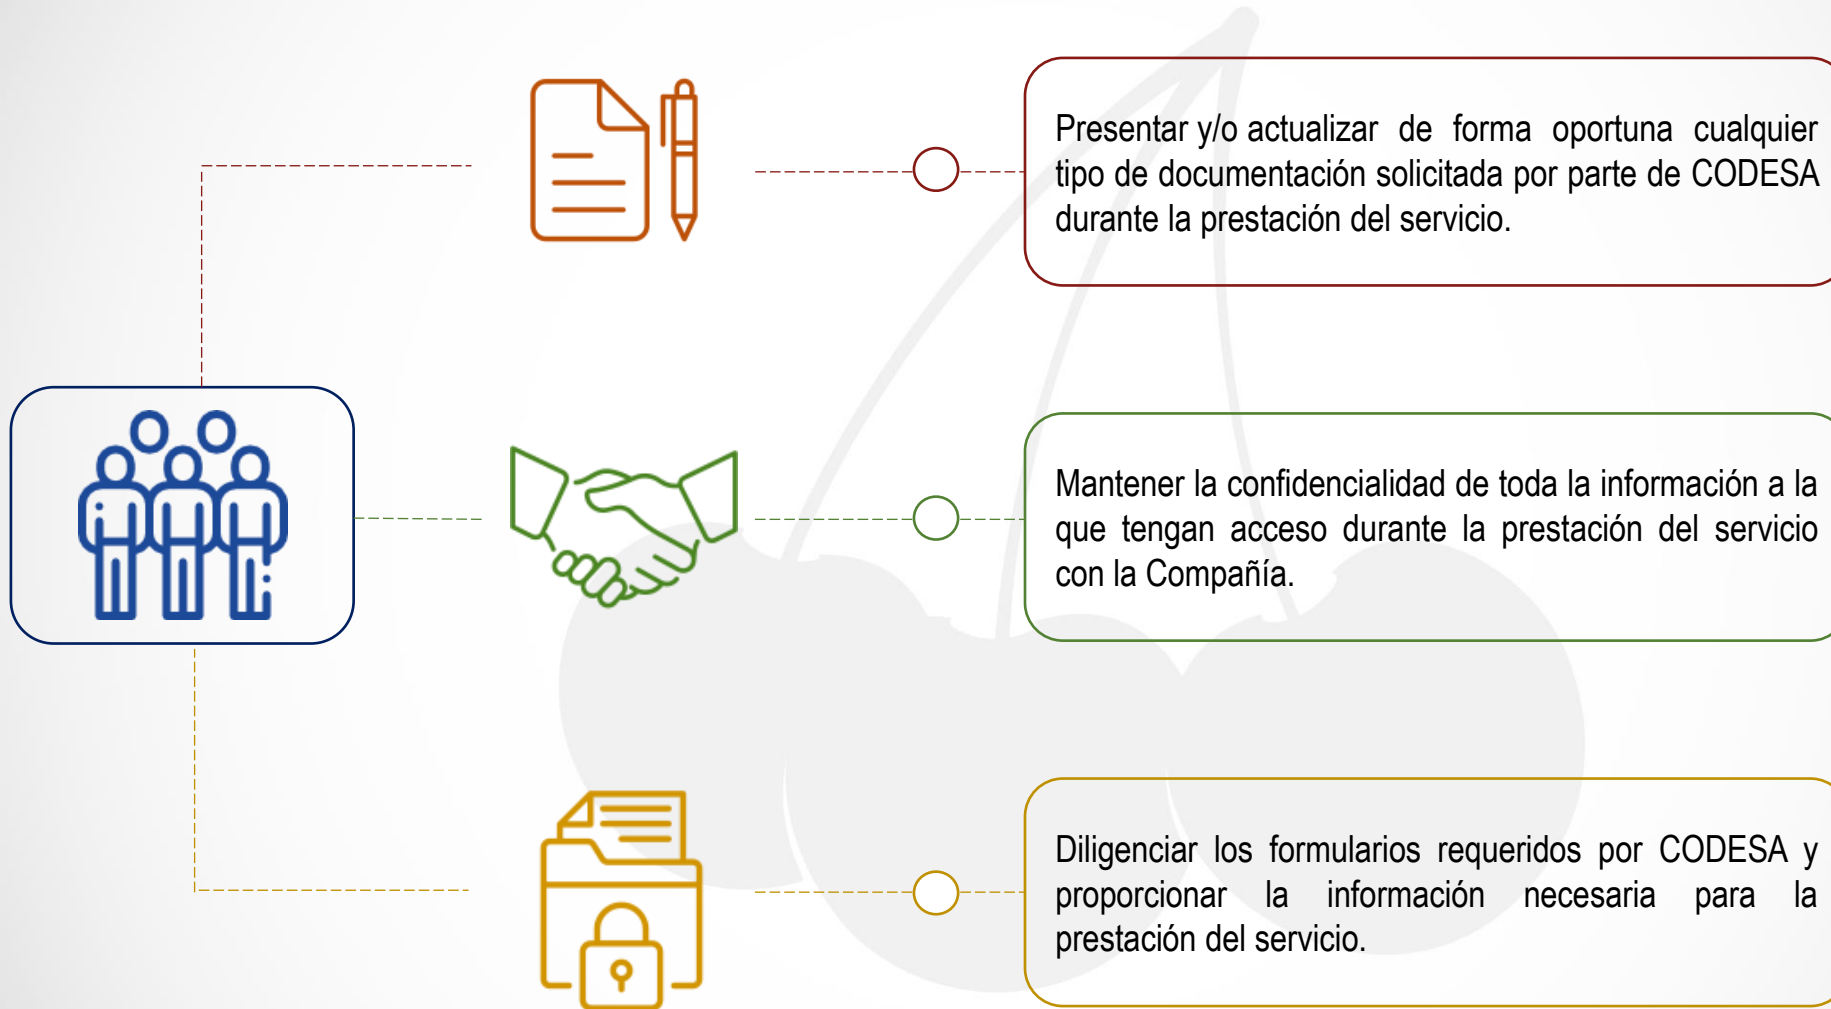 Presentar y/o actualizar de forma oportuna cualquier
tipo de documentación solicitada por parte de CODESA
durante la prestación del servicio.
Mantener la confidencialidad de toda la información a la
que tengan acceso durante la prestación del servicio
con la Compañía.
Diligenciar los formularios requeridos por CODESA y
proporcionar la información necesaria para la
prestación del servicio.